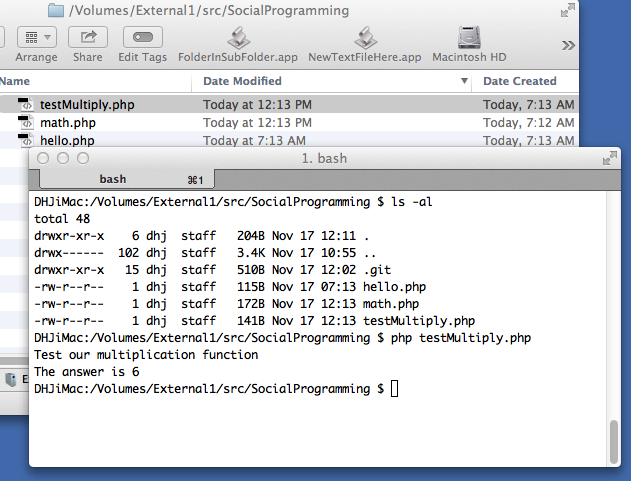 /Volumes/External1/src/SocialProgramming
Arrange Share Edit Tags FolderInSubFolder.app NewTextFileHere.app Macintosh HD
Name Date Modified Date Created
testMultiply.php Today at 12:13 PM Today, 7:13 AM
math.php Today at 12:13 PM Today, 7:12 AM
hello.php Today at 7:13 AM Today, 7:13 AM
1. bash
bash ⌘1
DHJiMac:/Volumes/External1/src/SocialProgramming $ ls -al
total 48
drwxr-xr-x 6 dhj staff 204B Nov 17 12:11 .
drwx------ 102 dhj staff 3.4K Nov 17 10:55 ..
drwxr-xr-x 15 dhj staff 510B Nov 17 12:02 .git
-rw-r--r-- 1 dhj staff 115B Nov 17 07:13 hello.php
-rw-r--r-- 1 dhj staff 172B Nov 17 12:13 math.php
-rw-r--r-- 1 dhj staff 141B Nov 17 12:13 testMultiply.php
DHJiMac:/Volumes/External1/src/SocialProgramming $ php testMultiply.php
Test our multiplication function
The answer is 6
DHJiMac:/Volumes/External1/src/SocialProgramming $